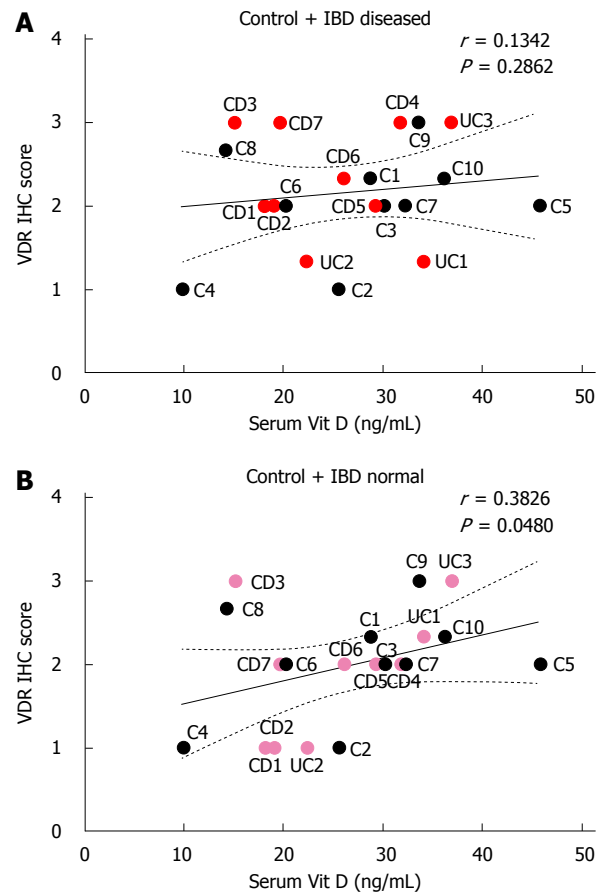 A
Control + IBD diseased
r = 0.1342
P = 0.2862
4
3
2
1
0
VDR IHC score
CD3
CD7
CD4
C9
UC3
C8
CD6
C1
C10
C6
CD1
CD2
CD5
C3
C7
C5
UC2
UC1
C4
C2
0 10 20 30 40 50
Serum Vit D (ng/mL)
B
Control + IBD normal
r = 0.3826
P = 0.0480
4
3
2
1
0
VDR IHC score
CD3
C9
UC3
C8
C1
UC1
C10
CD7
C6
CD6
C3
CD5
CD4
C7
C5
C4
CD2
CD1
UC2
C2
0 10 20 30 40 50
Serum Vit D (ng/mL)